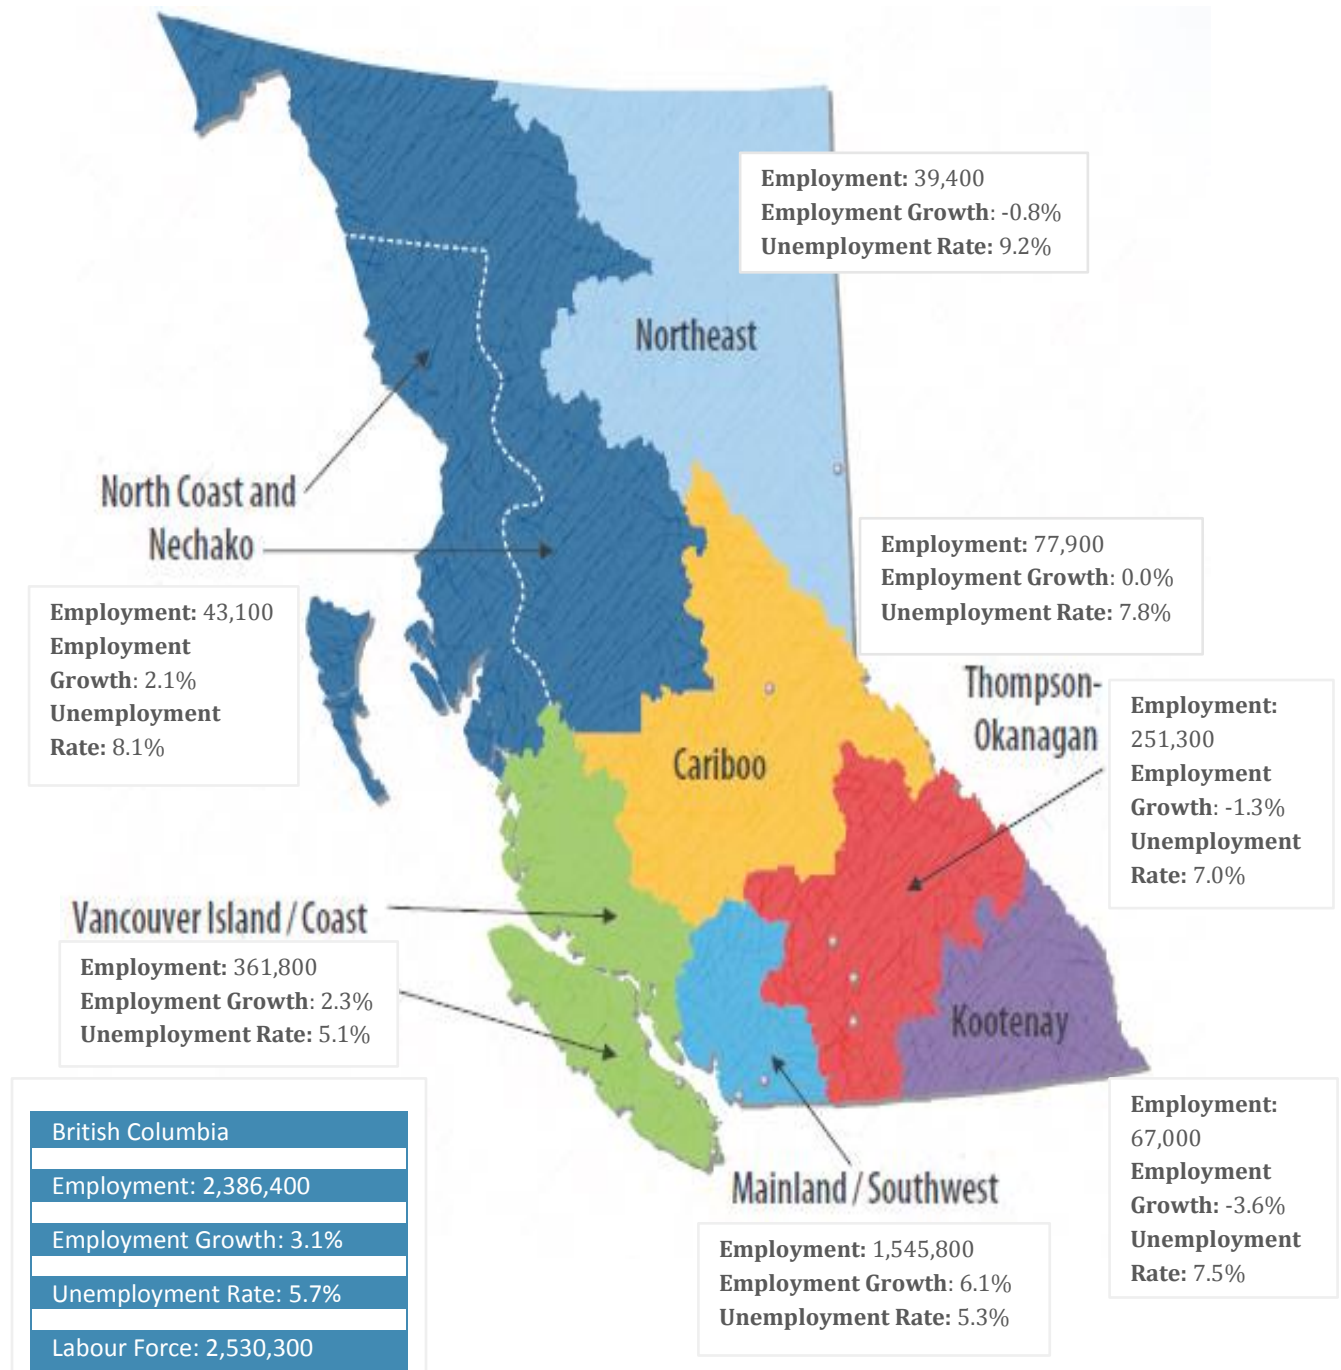 Employment: 39,400
Employment Growth: -0.8%
Unemployment Rate: 9.2%
Northeast
North Coast and
Nechako
Employment: 43,100
Employment
Growth: 2.1%
Unemployment
Rate: 8.1%
Employment: 77,900
Employment Growth: 0.0%
Unemployment Rate: 7.8%
Cariboo
Thompson-
Okanagan
Employment:
251,300
Employment
Growth: -1.3%
Unemployment
Rate: 7.0%
Vancouver Island / Coast
Employment: 361,800
Employment Growth: 2.3%
Unemployment Rate: 5.1%
Kootenay
Employment:
67,000
Employment
Growth: -3.6%
Unemployment
Rate: 7.5%
Mainland / Southwest
Employment: 1,545,800
Employment Growth: 6.1%
Unemployment Rate: 5.3%
British Columbia
Employment: 2,386,400
Employment Growth: 3.1%
Unemployment Rate: 5.7%
Labour Force: 2,530,300